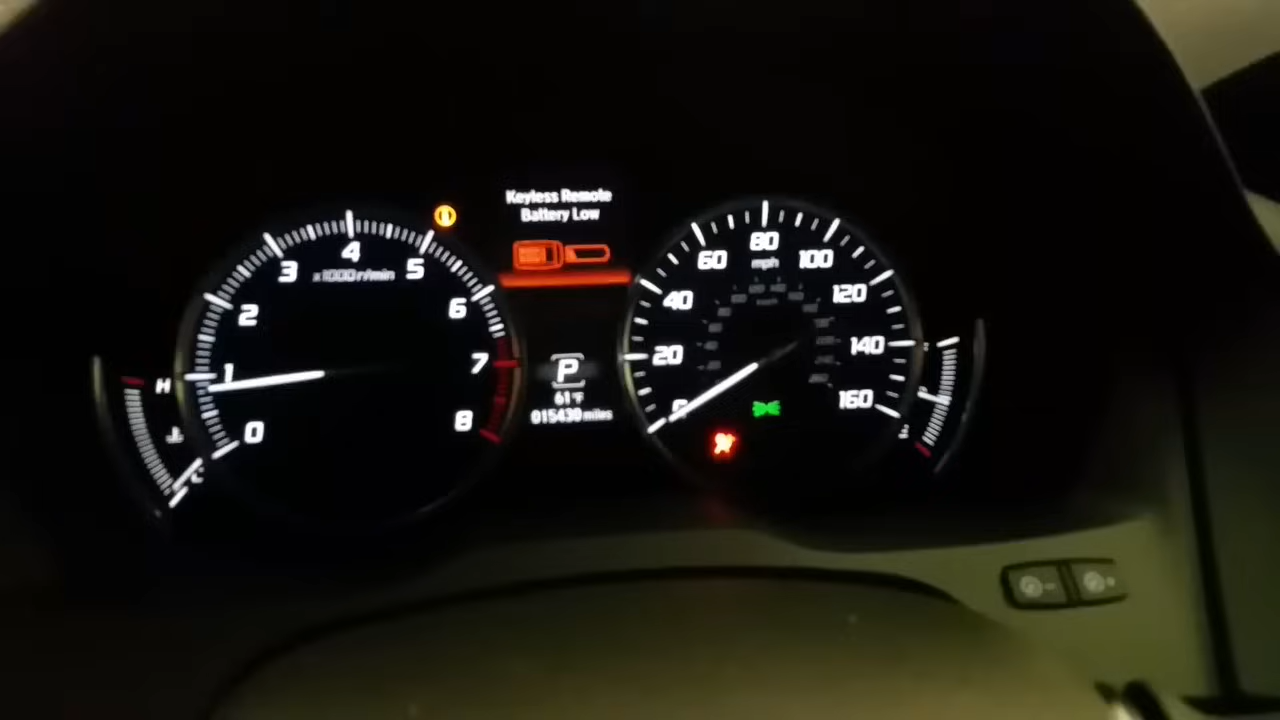 Keyless Remote
Battery Low
0 1 2 3 4 5 6 7 8
x1000r/min
H
C
P
61°F
015430 miles
0 20 40 60 80 100 120 140 160
mph